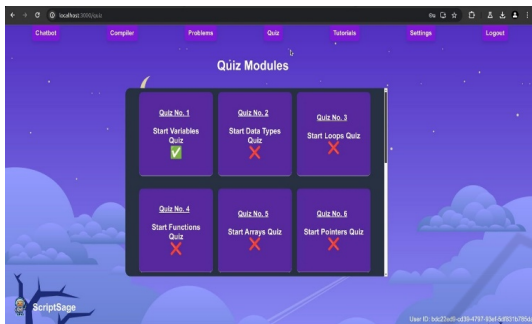 localhost:3000/quiz
Chatbot Compiler Problems Quiz Tutorials Settings Logout
Quiz Modules
Quiz No. 1
Start Variables
Quiz
Quiz No. 2
Start Data Types
Quiz
Quiz No. 3
Start Loops Quiz
Quiz No. 4
Start Functions
Quiz
Quiz No. 5
Start Arrays Quiz
Quiz No. 6
Start Pointers Quiz
ScriptSage
User ID: